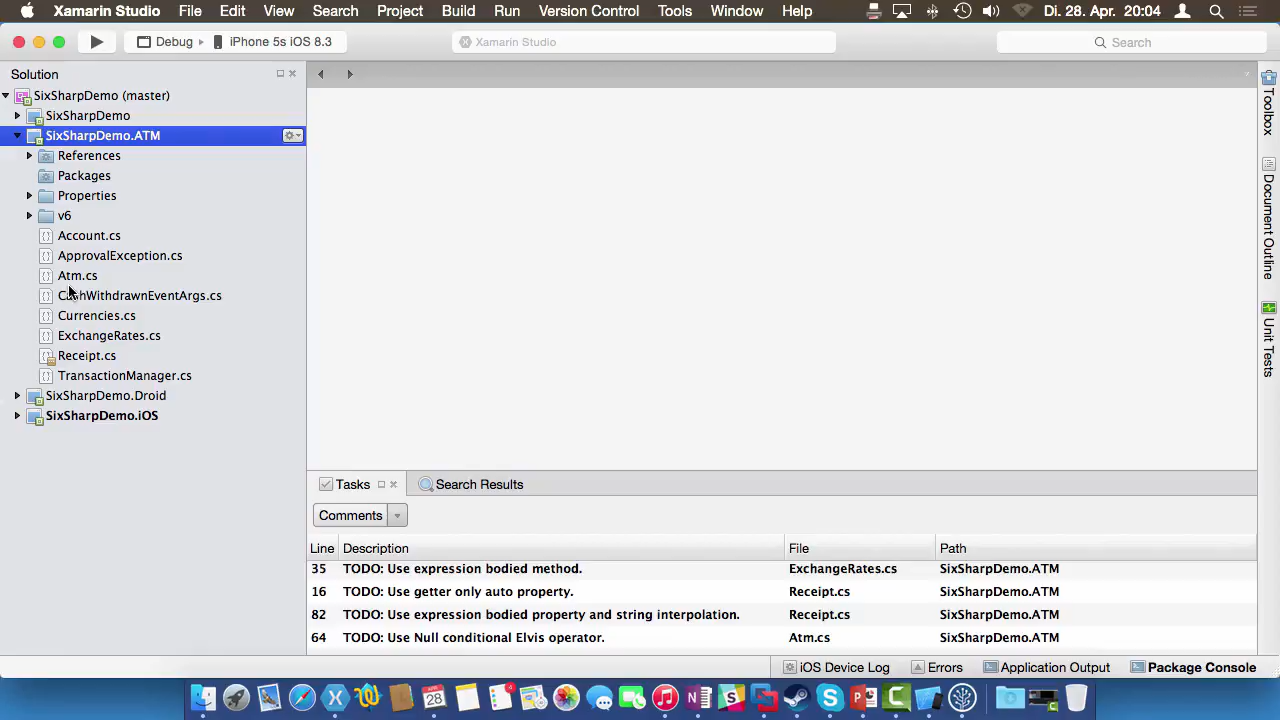 Xamarin Studio File Edit View Search Project Build Run Version Control Tools Window Help Di. 28. Apr. 20:04
Debug iPhone 5s iOS 8.3 Xamarin Studio Search
Solution
SixSharpDemo (master)
SixSharpDemo
SixSharpDemo.ATM
References
Packages
Properties
v6
Account.cs
ApprovalException.cs
Atm.cs
CashWithdrawnEventArgs.cs
Currencies.cs
ExchangeRates.cs
Receipt.cs
TransactionManager.cs
SixSharpDemo.Droid
SixSharpDemo.iOS
Toolbox
Document Outline
Unit Tests
Tasks Search Results
Comments
Line Description File Path
35 TODO: Use expression bodied method. ExchangeRates.cs SixSharpDemo.ATM
16 TODO: Use getter only auto property. Receipt.cs SixSharpDemo.ATM
82 TODO: Use expression bodied property and string interpolation. Receipt.cs SixSharpDemo.ATM
64 TODO: Use Null conditional Elvis operator. Atm.cs SixSharpDemo.ATM
iOS Device Log Errors Application Output Package Console
28 4